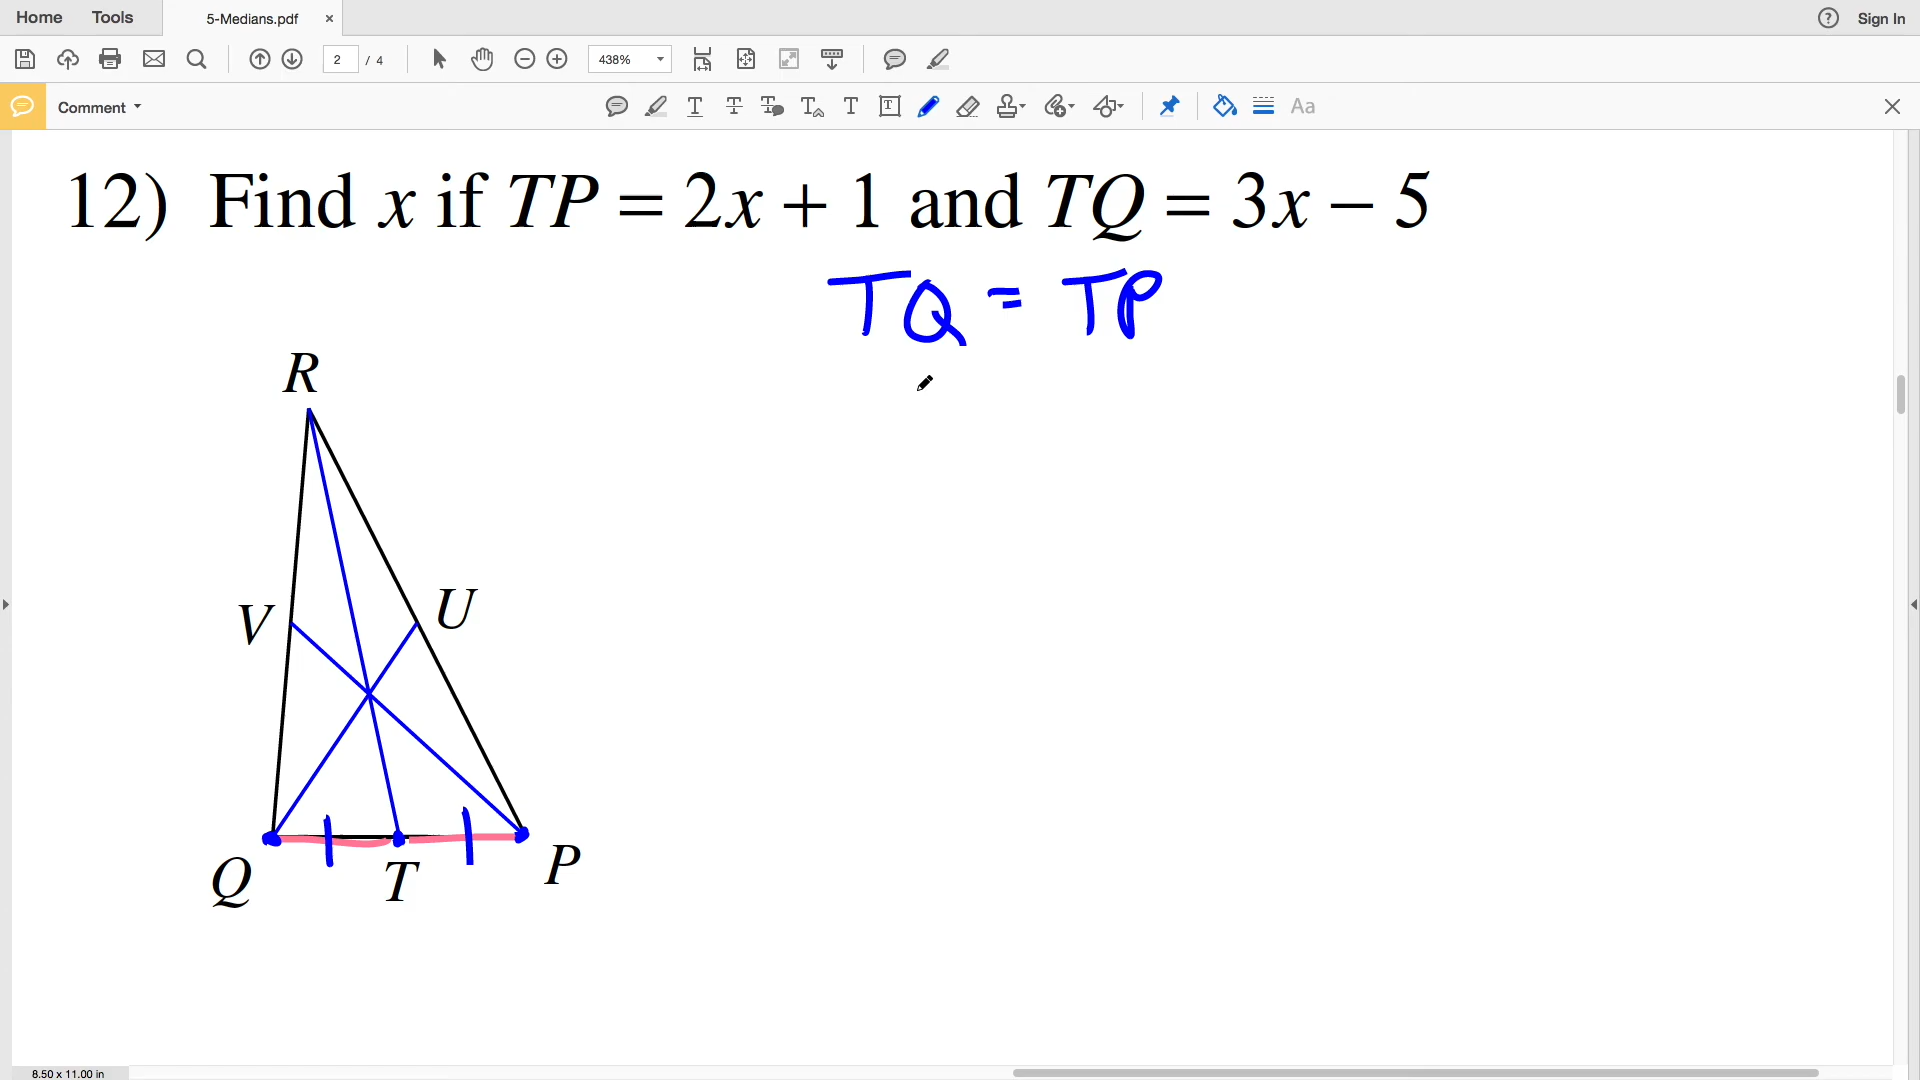 Home Tools 5-Medians.pdf × ? Sign In
2 / 4 438%
Comment T T T T T T Aa
12) Find x if TP = 2x + 1 and TQ = 3x − 5
TQ = TP
R
V U
Q T P
8.50 x 11.00 in